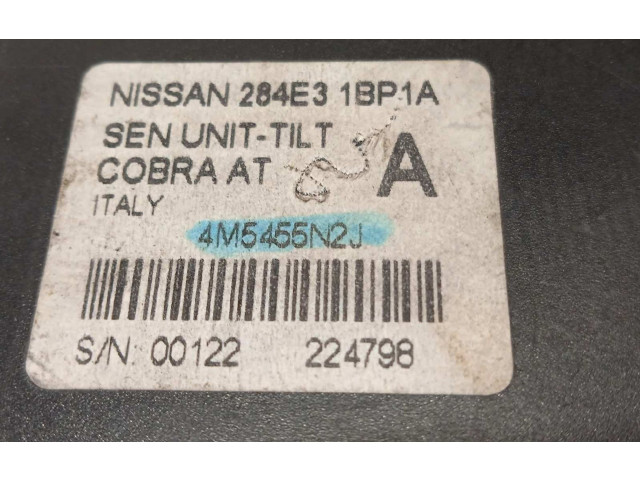 NISSAN 284E3 1BP1A
SEN UNIT-TILT
COBRA AT A
ITALY
4M5455N2J
S/N: 00122 224798